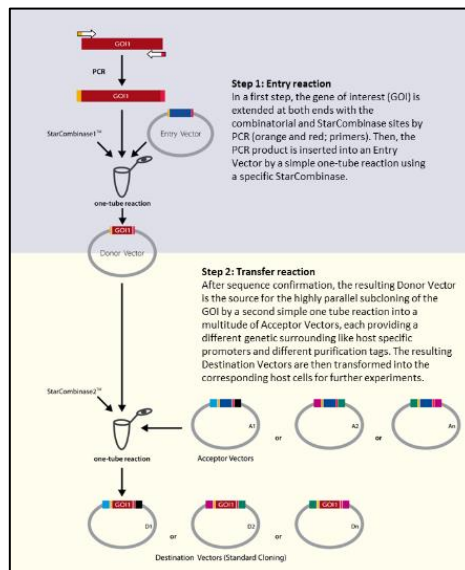 GOI1
PCR
GOI1
Step 1: Entry reaction
In a first step, the gene of interest (GOI) is
extended at both ends with the
combinatorial and StarCombinase sites by
PCR (orange and red; primers). Then, the
PCR product is inserted into an Entry
Vector by a simple one-tube reaction using
a specific StarCombinase.
StarCombinase1™
Entry Vector
one-tube reaction
GOI1
Donor Vector
Step 2: Transfer reaction
After sequence confirmation, the resulting Donor Vector
is the source for the highly parallel subcloning of the
GOI by a second simple one tube reaction into a
multitude of Acceptor Vectors, each providing a
different genetic surrounding like host specific
promoters and different purification tags. The resulting
Destination Vectors are then transformed into the
corresponding host cells for further experiments.
StarCombinase2™
one-tube reaction
A1
or
A2
or
An
Acceptor Vectors
GOI1
GOI1
GOI1
D1
or
D2
or
Dn
Destination Vectors (Standard Cloning)